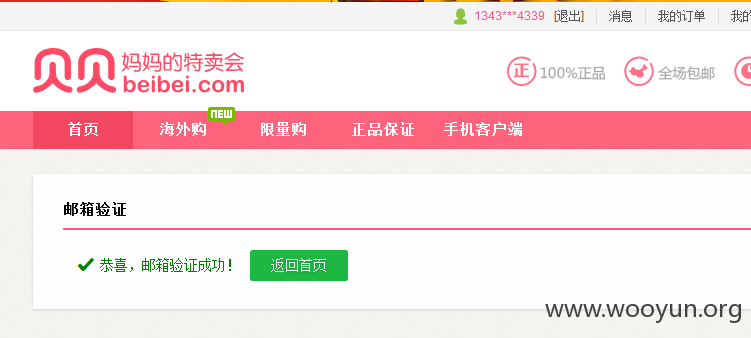 1343***4339 [退出] 消息 我的订单 我的
贝贝 妈妈的特卖会
beibei.com
正 100%正品 全场包邮
NEW
首页 海外购 限量购 正品保证 手机客户端
邮箱验证
恭喜，邮箱验证成功！ 返回首页
www.wooyun.org